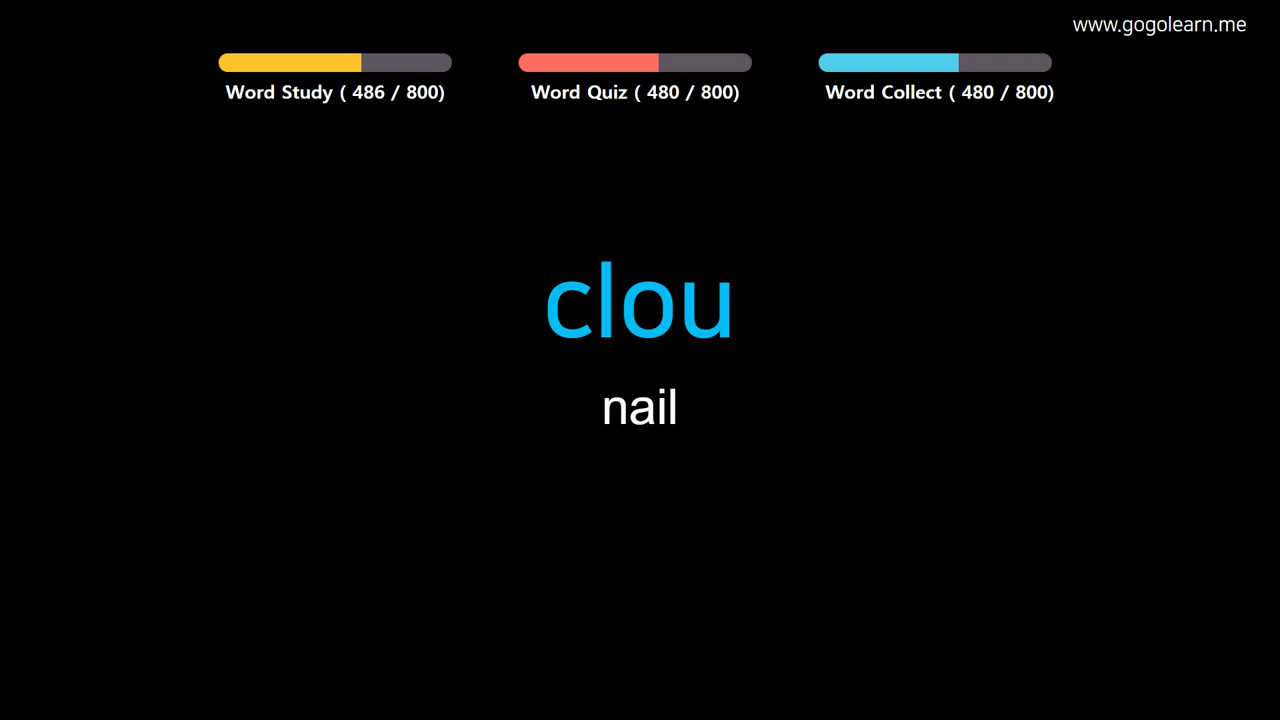 www.gogolearn.me
Word Study ( 486 / 800)
Word Quiz ( 480 / 800)
Word Collect ( 480 / 800)
clou
nail